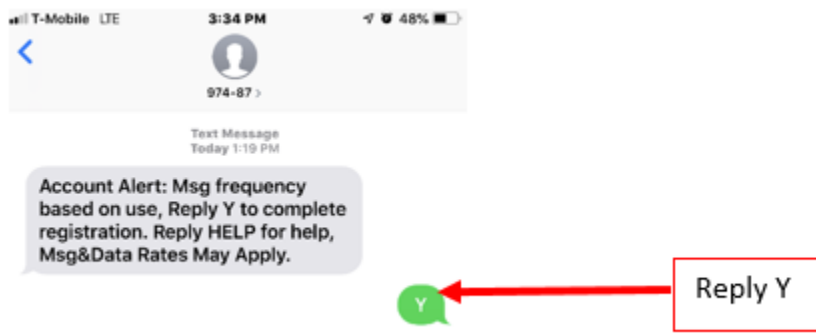 T-Mobile LTE 3:34 PM 48%
974-87 >
Text Message
Today 1:19 PM
Account Alert: Msg frequency
based on use, Reply Y to complete
registration. Reply HELP for help,
Msg&Data Rates May Apply.
Y
Reply Y